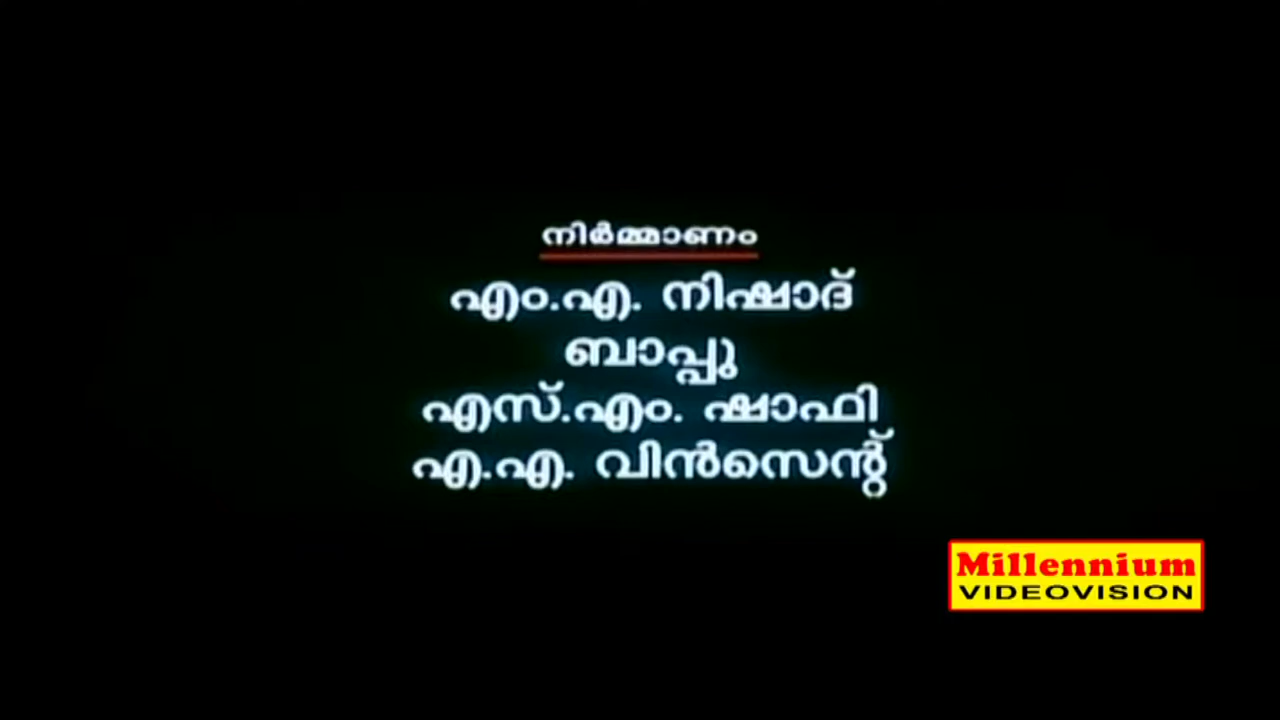 നിർമ്മാണം
എം.എ. നിഷാദ്
ബാപ്പു
എസ്.എം. ഷാഫി
എ.എ. വിൻസെന്റ്
Millennium
VIDEOVISION